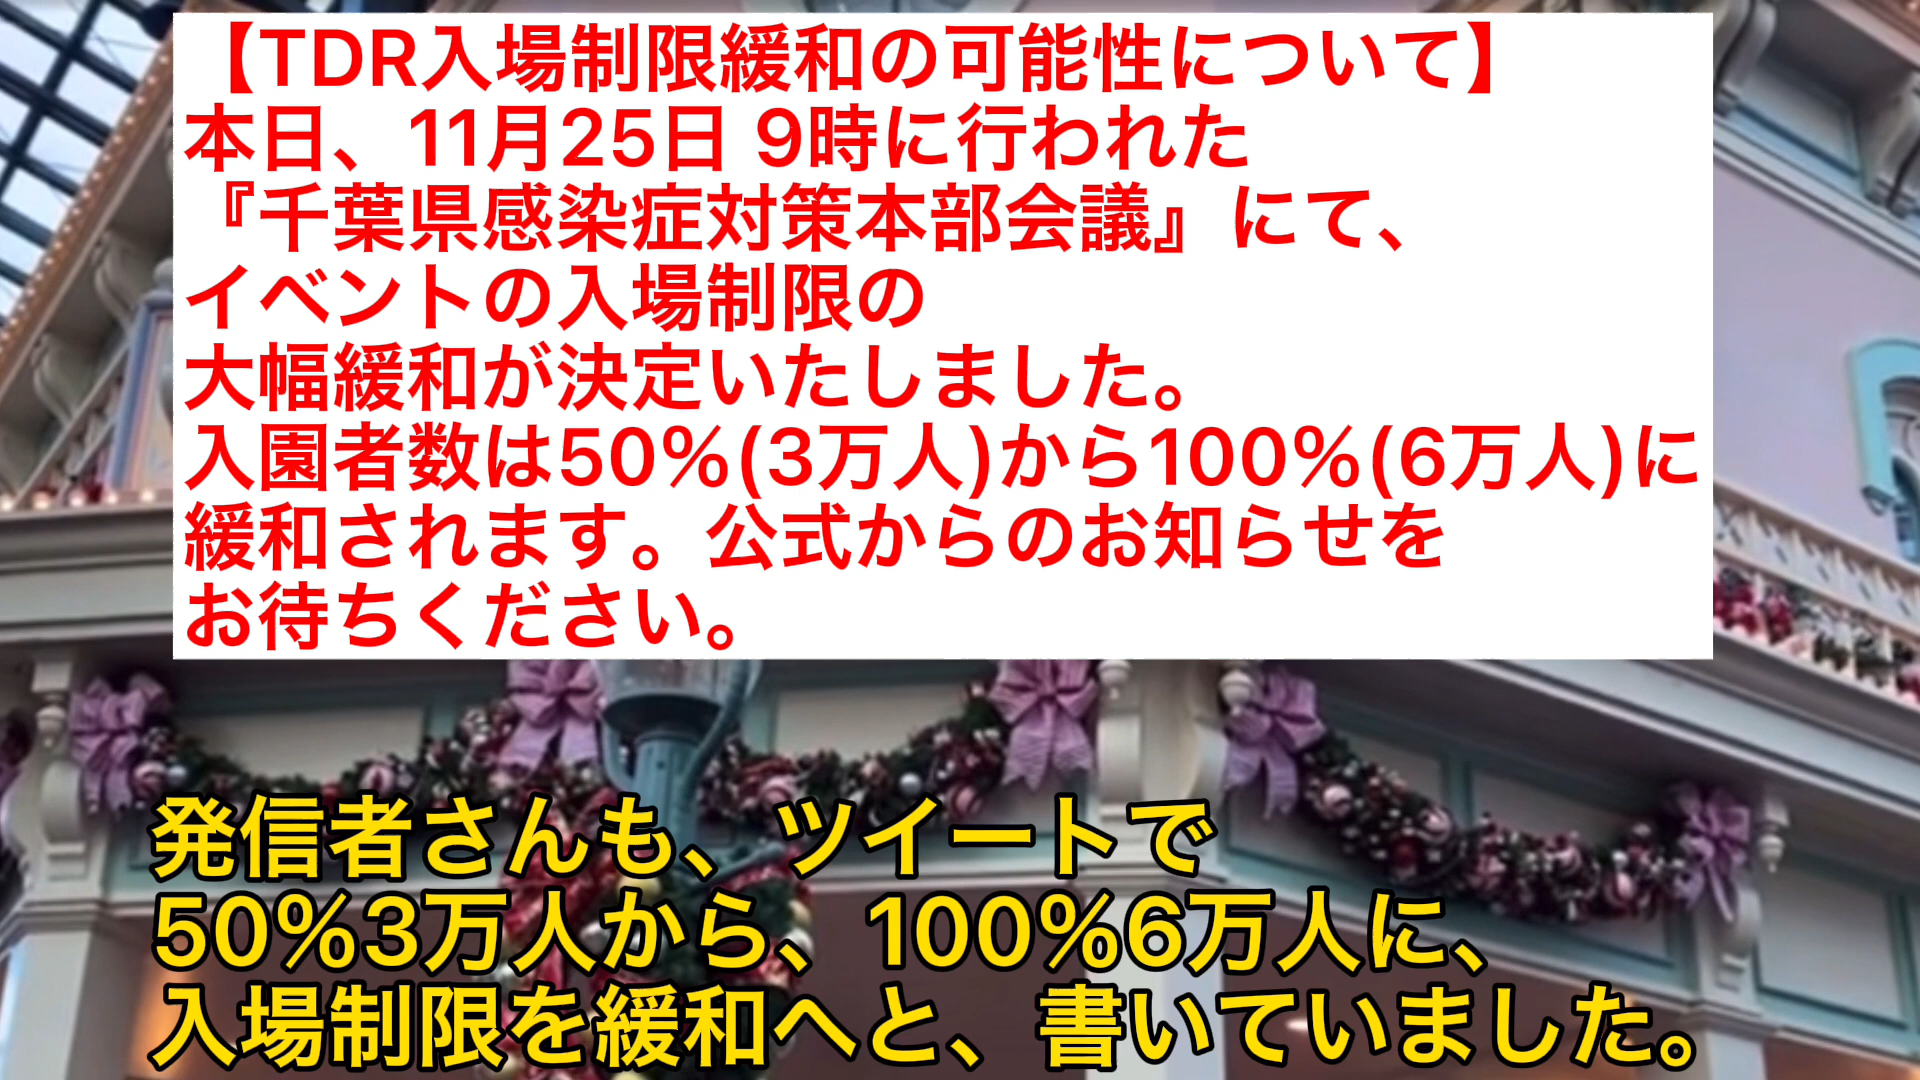 【TDR入場制限緩和の可能性について】
本日、11月25日 9時に行われた
『千葉県感染症対策本部会議』にて、
イベントの入場制限の
大幅緩和が決定いたしました。
入園者数は50%(3万人)から100%(6万人)に
緩和されます。公式からのお知らせを
お待ちください。
発信者さんも、ツイートで
50%3万人から、100%6万人に、
入場制限を緩和へと、書いていました。